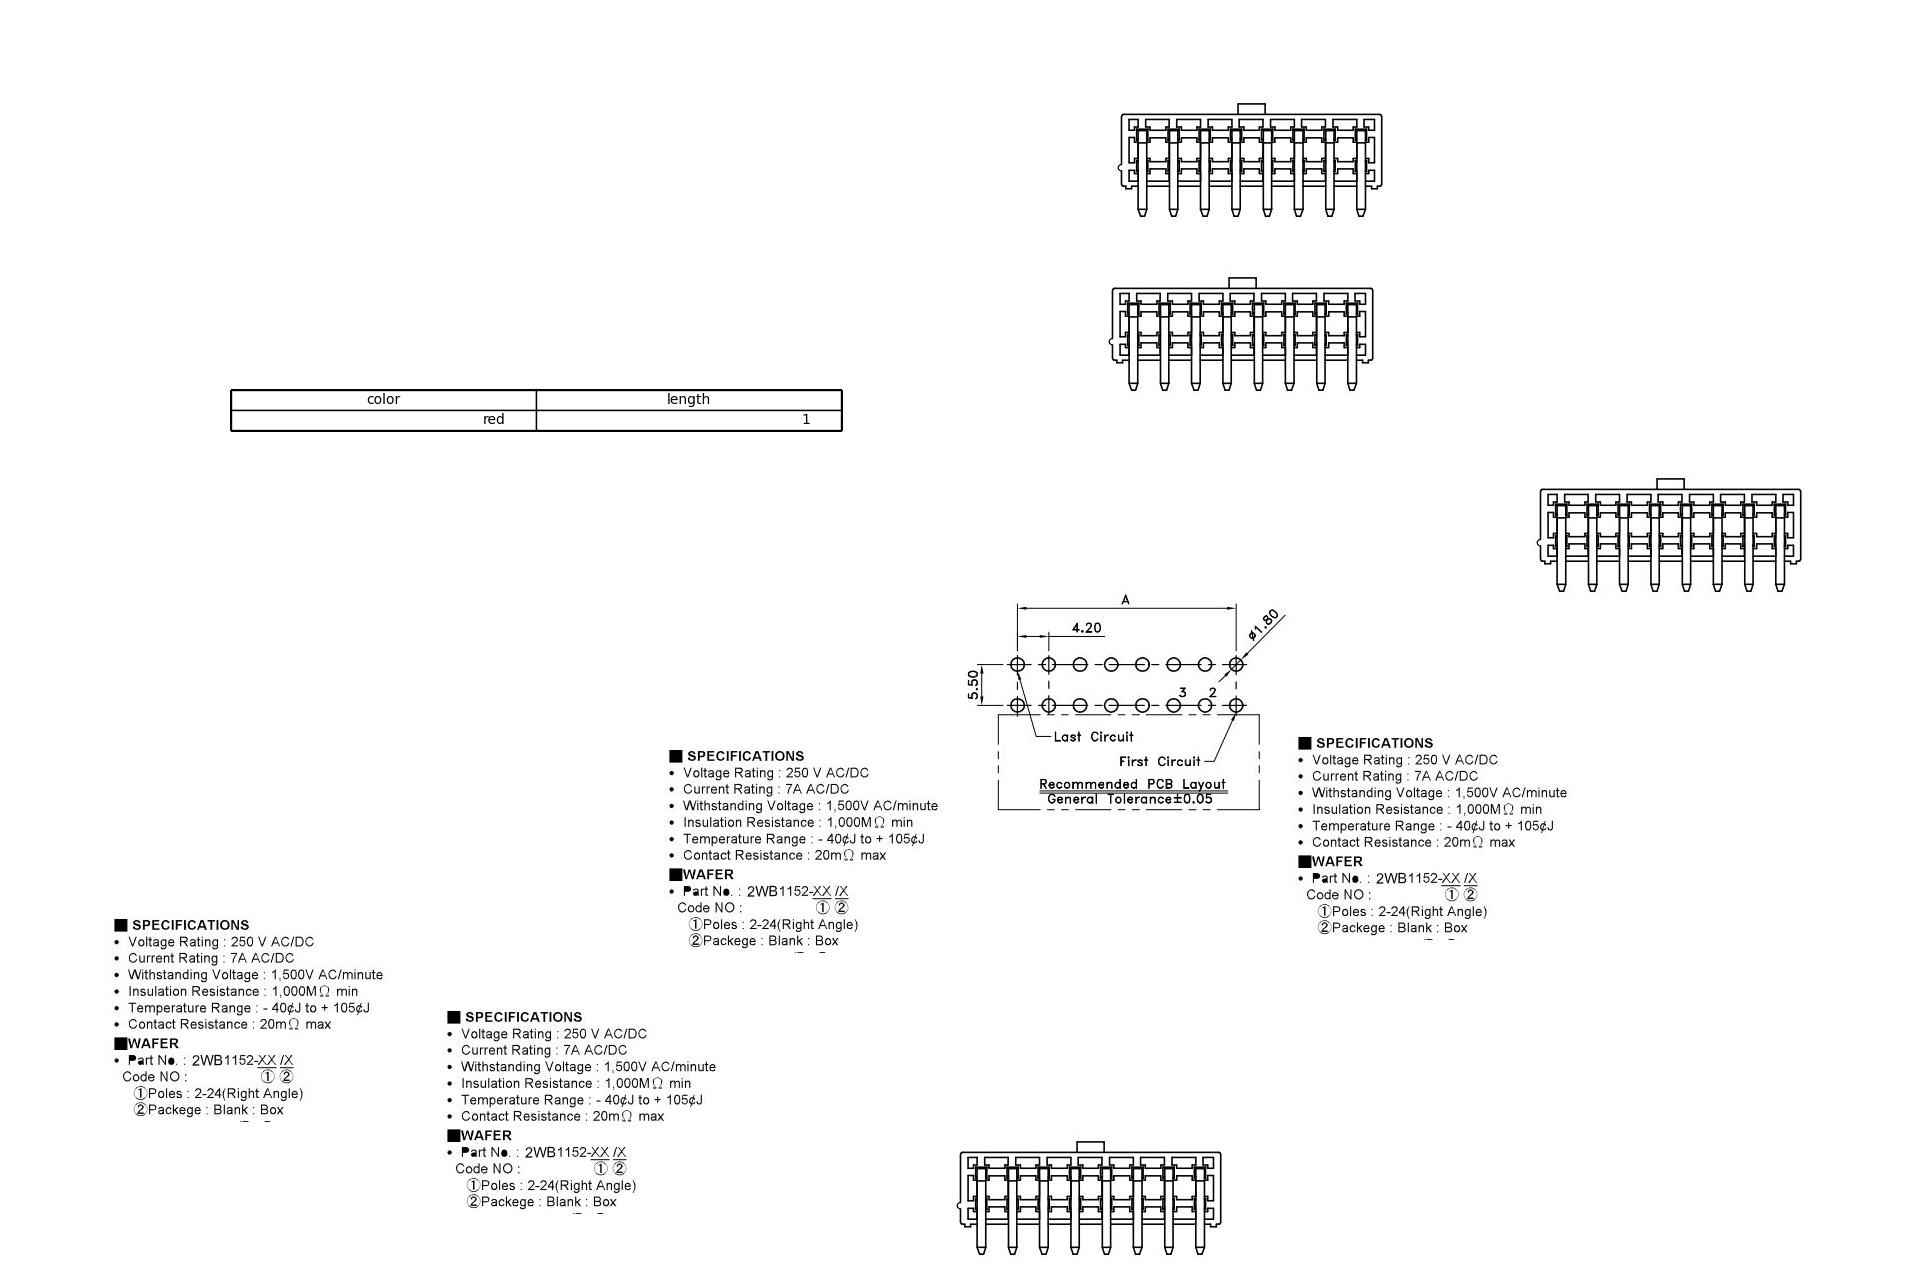 color length
red 1
A
4.20
ø1.80
5.50
3 2
Last Circuit
First Circuit
Recommended PCB Layout
General Tolerance±0.05
■ SPECIFICATIONS
• Voltage Rating : 250 V AC/DC
• Current Rating : 7A AC/DC
• Withstanding Voltage : 1,500V AC/minute
• Insulation Resistance : 1,000MΩ min
• Temperature Range : - 40¢J to + 105¢J
• Contact Resistance : 20mΩ max
■WAFER
• Part No. : 2WB1152-XX /X
Code NO : ① ②
①Poles : 2-24(Right Angle)
②Packege : Blank : Box
■ SPECIFICATIONS
• Voltage Rating : 250 V AC/DC
• Current Rating : 7A AC/DC
• Withstanding Voltage : 1,500V AC/minute
• Insulation Resistance : 1,000MΩ min
• Temperature Range : - 40¢J to + 105¢J
• Contact Resistance : 20mΩ max
■WAFER
• Part No. : 2WB1152-XX /X
Code NO : ① ②
①Poles : 2-24(Right Angle)
②Packege : Blank : Box
■ SPECIFICATIONS
• Voltage Rating : 250 V AC/DC
• Current Rating : 7A AC/DC
• Withstanding Voltage : 1,500V AC/minute
• Insulation Resistance : 1,000MΩ min
• Temperature Range : - 40¢J to + 105¢J
• Contact Resistance : 20mΩ max
■WAFER
• Part No. : 2WB1152-XX /X
Code NO : ① ②
①Poles : 2-24(Right Angle)
②Packege : Blank : Box
■ SPECIFICATIONS
• Voltage Rating : 250 V AC/DC
• Current Rating : 7A AC/DC
• Withstanding Voltage : 1,500V AC/minute
• Insulation Resistance : 1,000MΩ min
• Temperature Range : - 40¢J to + 105¢J
• Contact Resistance : 20mΩ max
■WAFER
• Part No. : 2WB1152-XX /X
Code NO : ① ②
①Poles : 2-24(Right Angle)
②Packege : Blank : Box